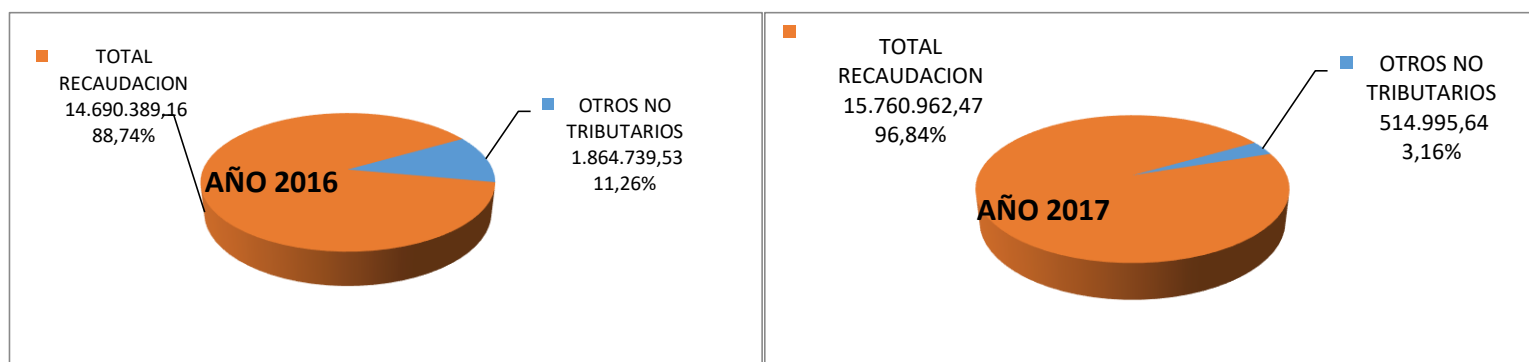 TOTAL
RECAUDACION
14.690.389,16
88,74%
OTROS NO
TRIBUTARIOS
1.864.739,53
11,26%
AÑO 2016
TOTAL
RECAUDACION
15.760.962,47
96,84%
OTROS NO
TRIBUTARIOS
514.995,64
3,16%
AÑO 2017